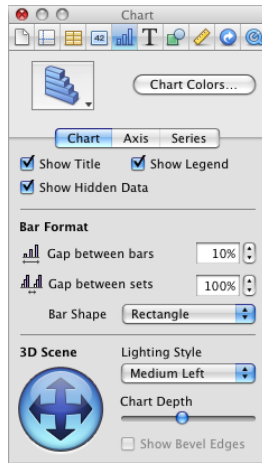 Chart
42
T
Chart Colors...
Chart Axis Series
Show Title Show Legend
Show Hidden Data
Bar Format
Gap between bars 10%
Gap between sets 100%
Bar Shape Rectangle
3D Scene Lighting Style
Medium Left
Chart Depth
Show Bevel Edges